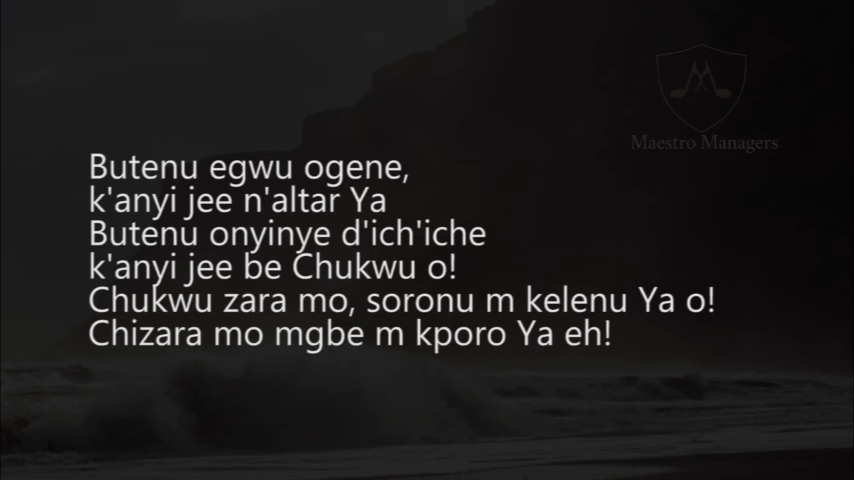 Maestro Managers
Butenu egwu ogene,
k'anyi jee n'altar Ya
Butenu onyinye d'ich'iche
k'anyi jee be Chukwu o!
Chukwu zara mo, soronu m kelenu Ya o!
Chizara mo mgbe m kporo Ya eh!